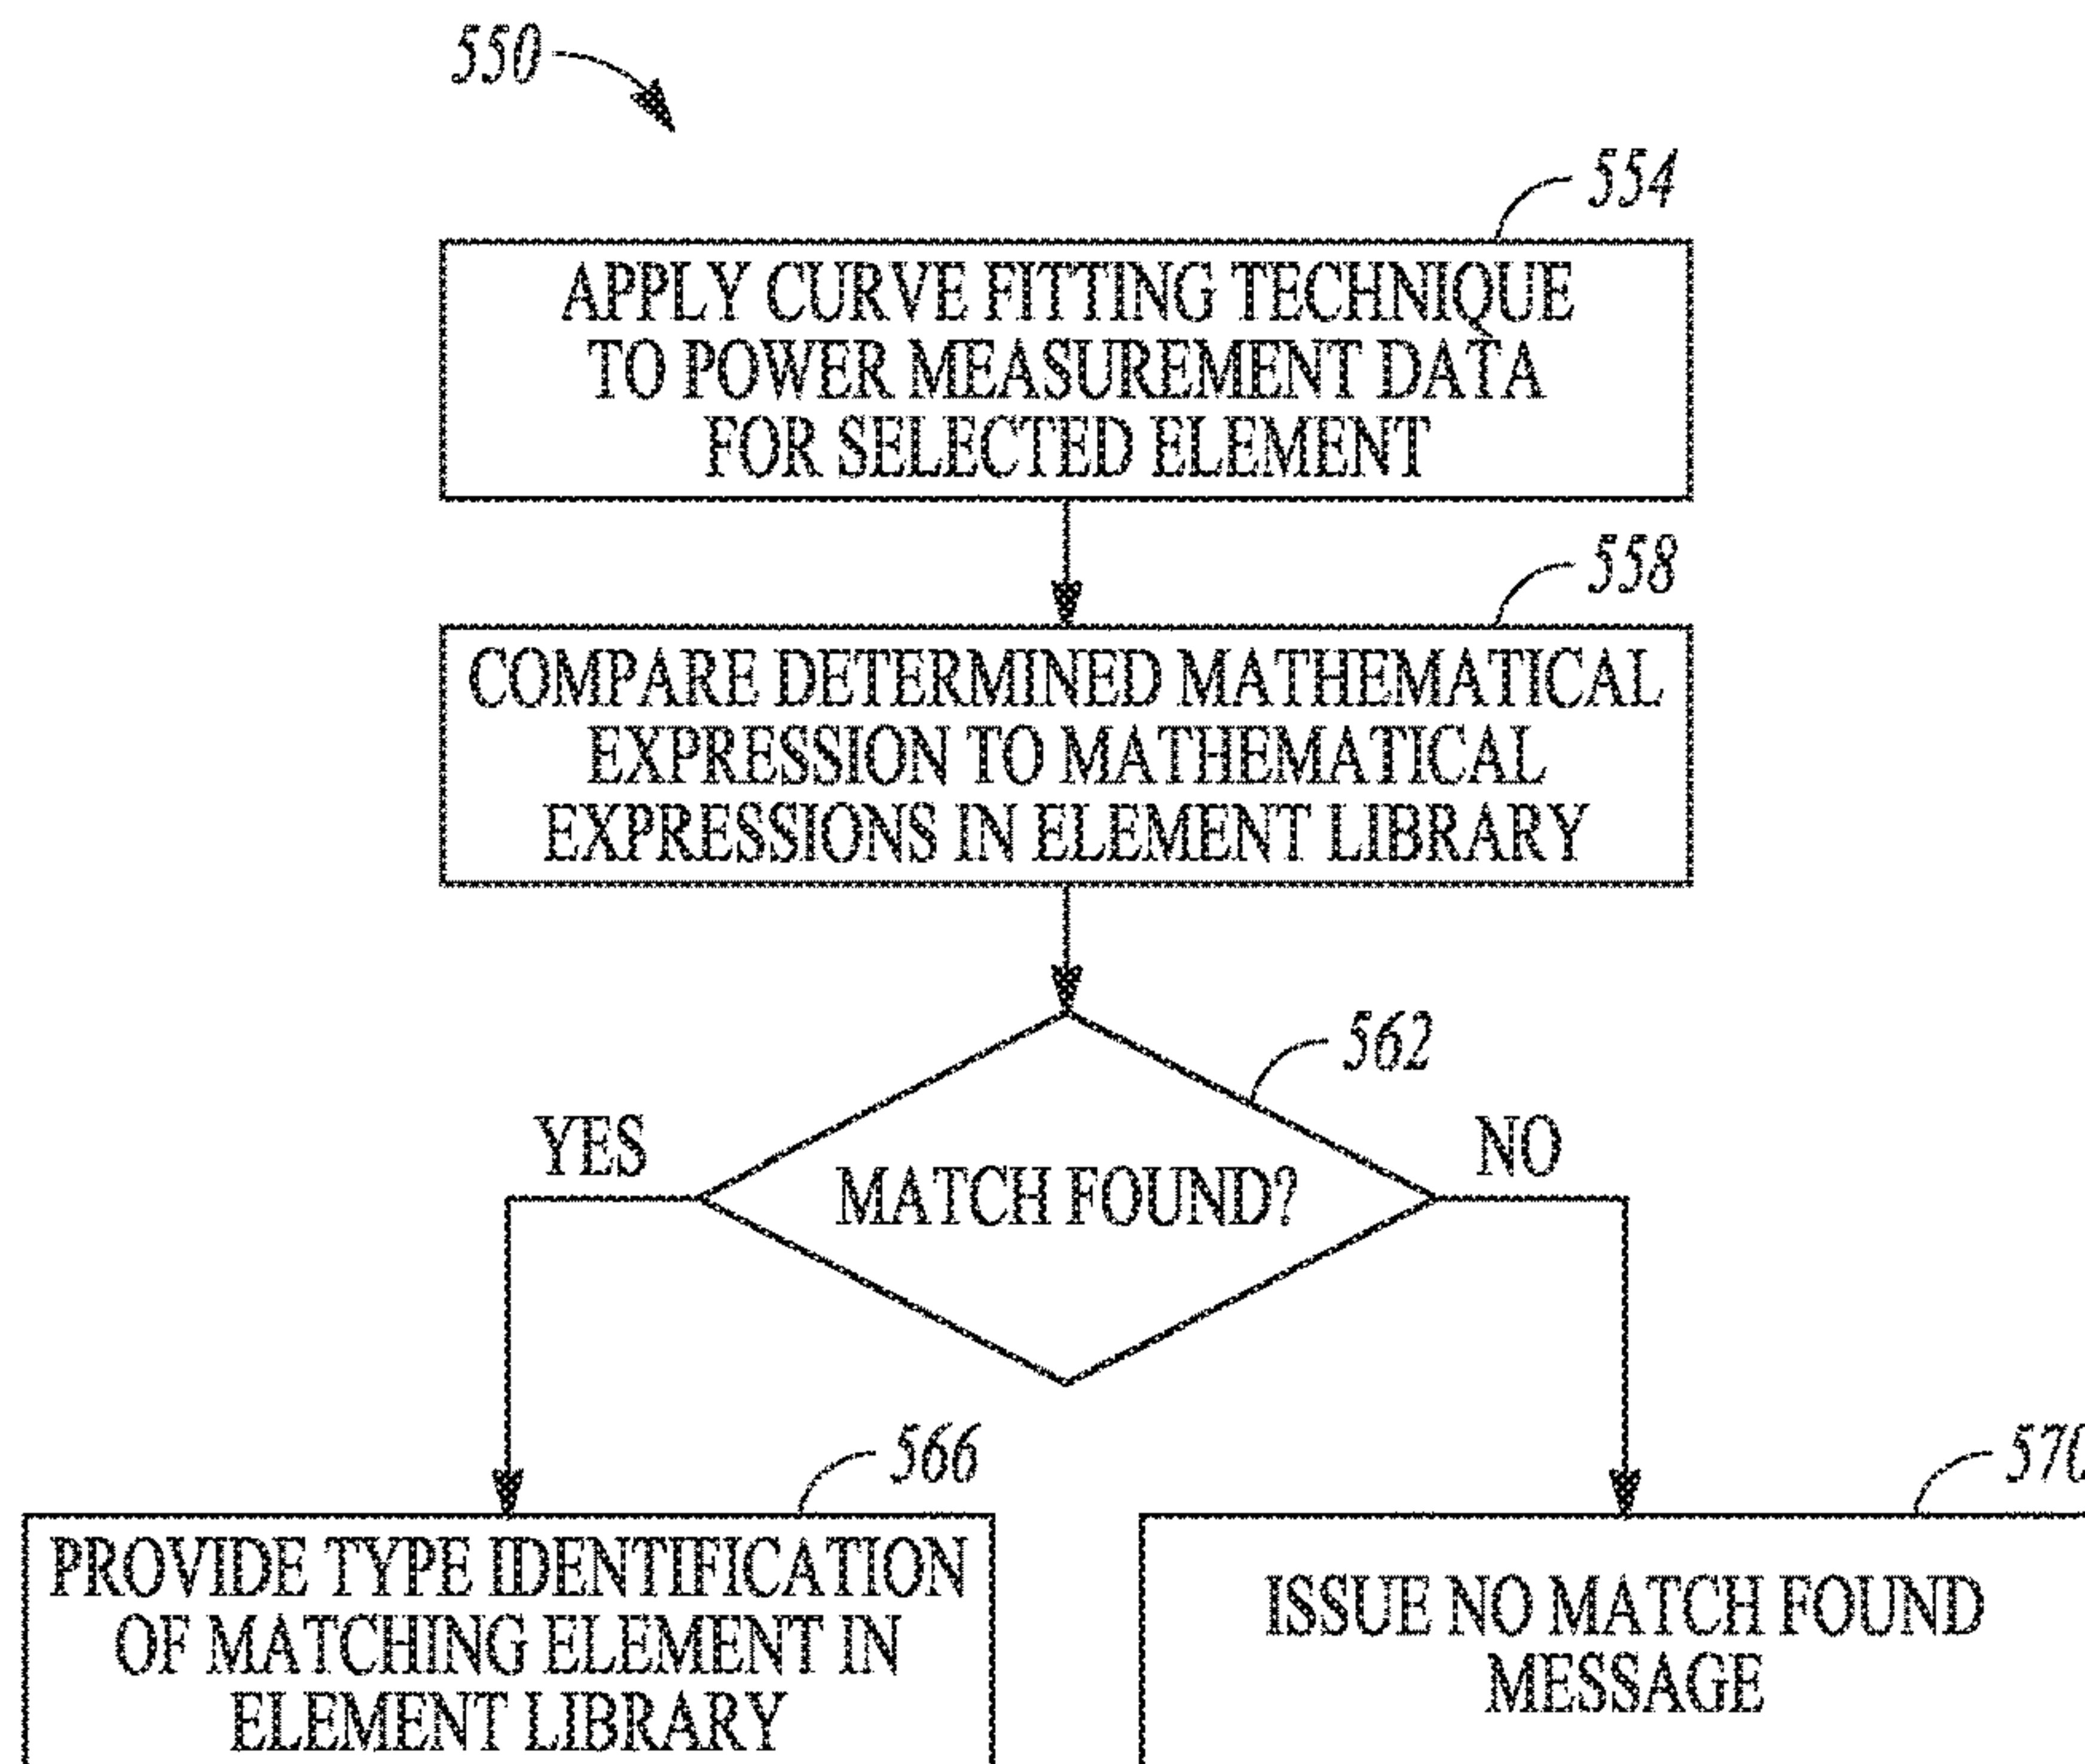 550
554
APPLY CURVE FITTING TECHNIQUE
TO POWER MEASUREMENT DATA
FOR SELECTED ELEMENT
558
COMPARE DETERMINED MATHEMATICAL
EXPRESSION TO MATHEMATICAL
EXPRESSIONS IN ELEMENT LIBRARY
562
YES
NO
MATCH FOUND?
566
570
PROVIDE TYPE IDENTIFICATION
OF MATCHING ELEMENT IN
ELEMENT LIBRARY
ISSUE NO MATCH FOUND
MESSAGE